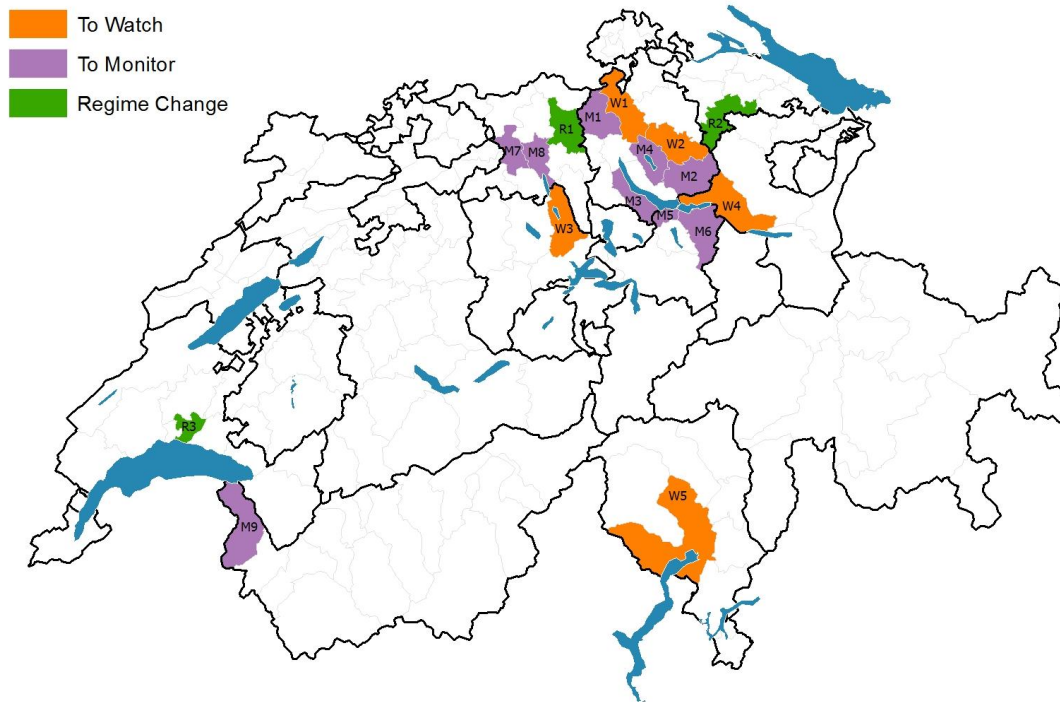 To Watch
To Monitor
Regime Change
W1
M1
R1
R2
M4
W2
M7
M8
M2
M3
W4
M5
W3
M6
R3
W5
M9